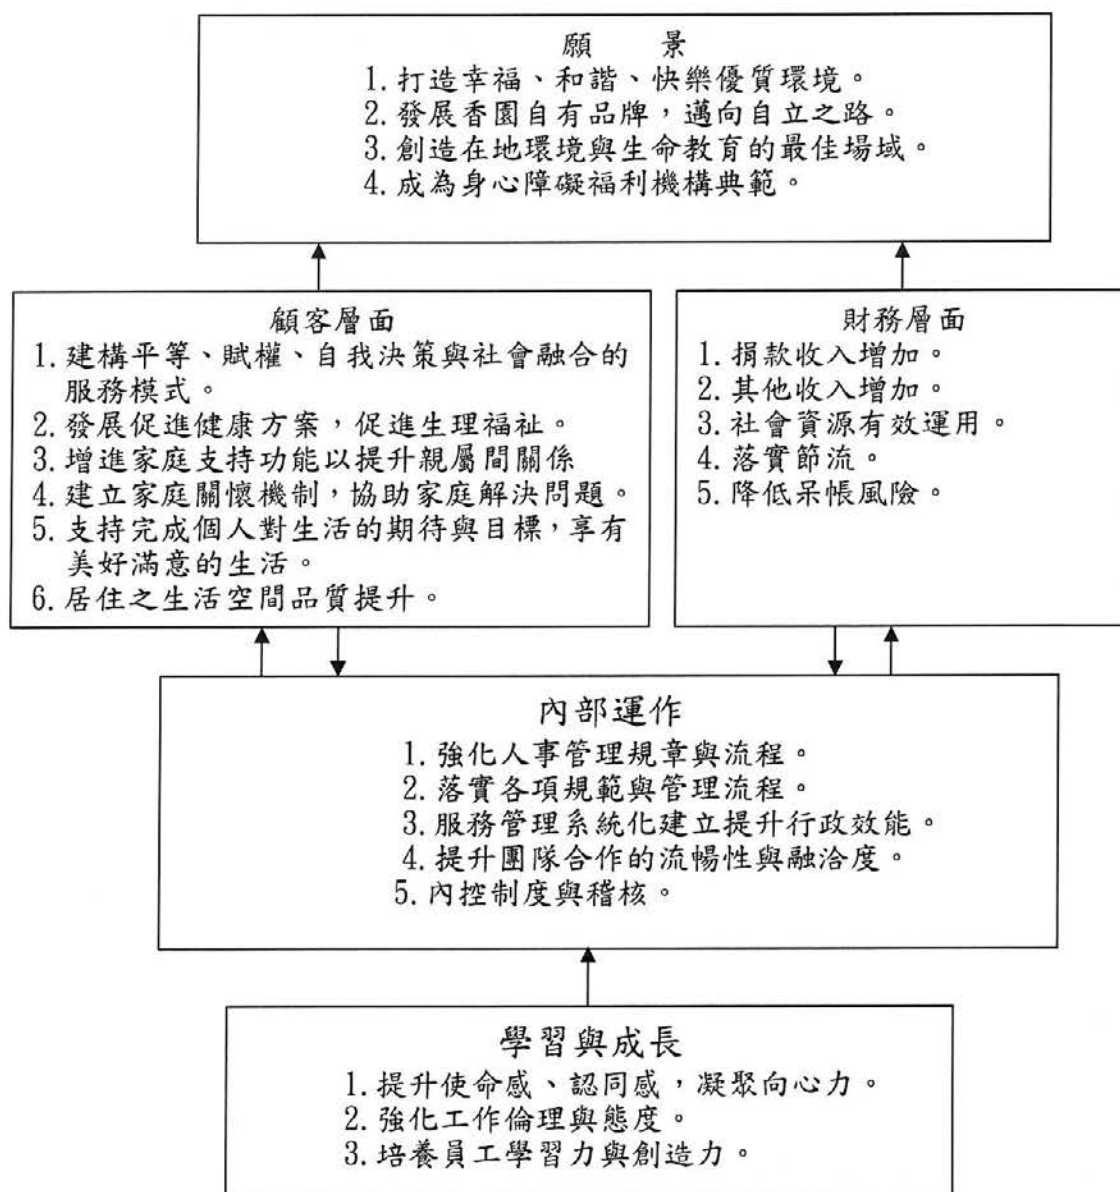 願　　景
1. 打造幸福、和諧、快樂優質環境。
2. 發展香園自有品牌，邁向自立之路。
3. 創造在地環境與生命教育的最佳場域。
4. 成為身心障礙福利機構典範。
顧客層面
1. 建構平等、賦權、自我決策與社會融合的
服務模式。
2. 發展促進健康方案，促進生理福祉。
3. 增進家庭支持功能以提升親屬間關係
4. 建立家庭關懷機制，協助家庭解決問題。
5. 支持完成個人對生活的期待與目標，享有
美好滿意的生活。
6. 居住之生活空間品質提升。
財務層面
1. 捐款收入增加。
2. 其他收入增加。
3. 社會資源有效運用。
4. 落實節流。
5. 降低呆帳風險。
內部運作
1. 強化人事管理規章與流程。
2. 落實各項規範與管理流程。
3. 服務管理系統化建立提升行政效能。
4. 提升團隊合作的流暢性與融洽度。
5. 內控制度與稽核。
學習與成長
1. 提升使命感、認同感，凝聚向心力。
2. 強化工作倫理與態度。
3. 培養員工學習力與創造力。